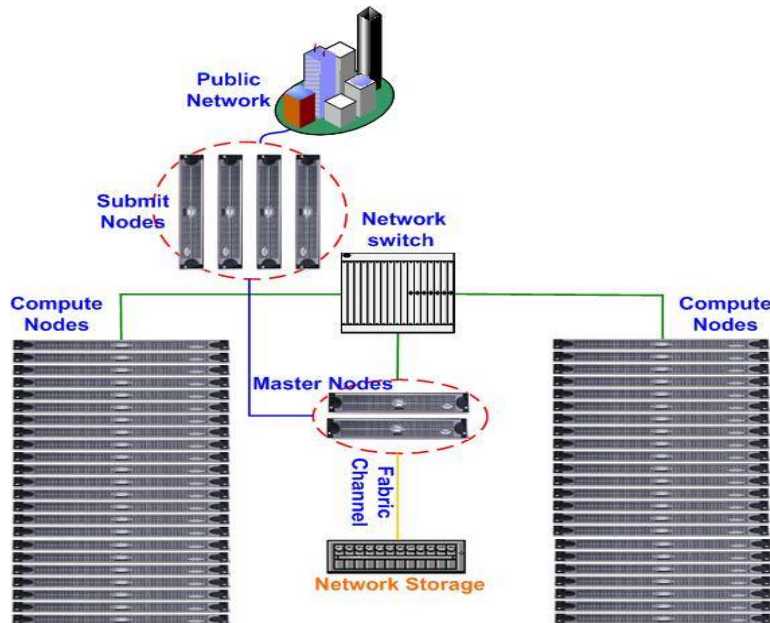 Public
Network
Submit
Nodes
Network
switch
Compute
Nodes
Compute
Nodes
Master Nodes
Fabric
Channel
Network Storage